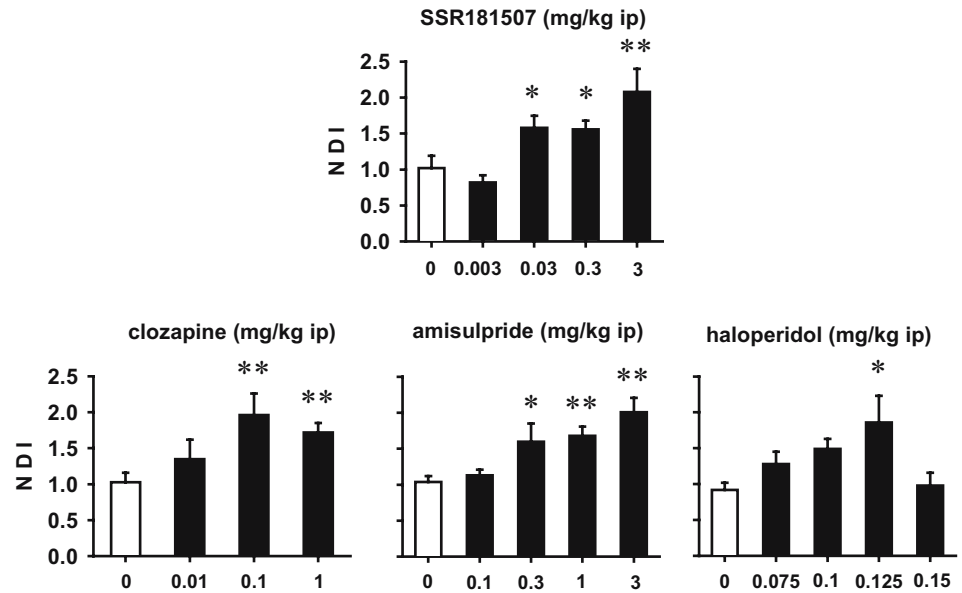 SSR181507 (mg/kg ip)
** 
* *
2.5
2.0
1.5
1.0
0.5
0.0
N D I
0 0.003 0.03 0.3 3
clozapine (mg/kg ip)
** **
2.5
2.0
1.5
1.0
0.5
0.0
N D I
0 0.01 0.1 1
amisulpride (mg/kg ip)
* ** **
0 0.1 0.3 1 3
haloperidol (mg/kg ip)
*
0 0.075 0.1 0.125 0.15